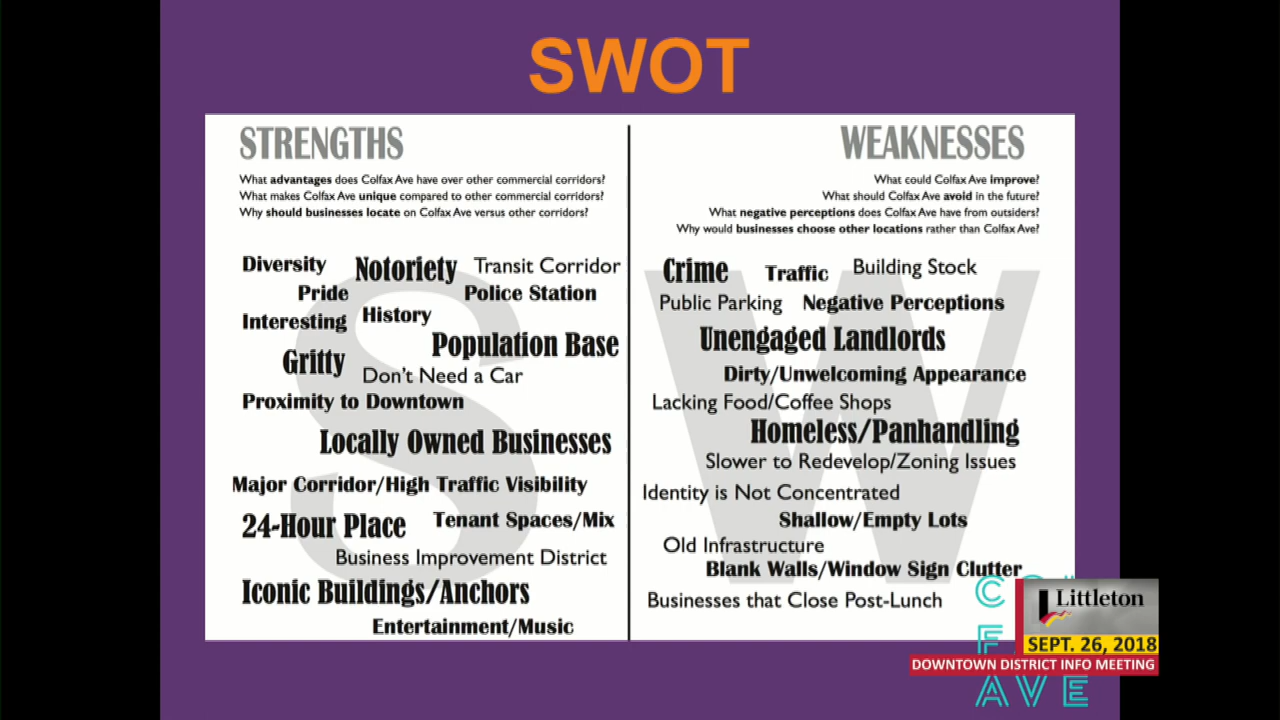 SWOT
STRENGTHS
What advantages does Colfax Ave have over other commercial corridors?
What makes Colfax Ave unique compared to other commercial corridors?
Why should businesses locate on Colfax Ave versus other corridors?
Diversity
Notoriety
Transit Corridor
Pride
Police Station
Interesting
History
Population Base
Gritty
Don't Need a Car
Proximity to Downtown
Locally Owned Businesses
Major Corridor/High Traffic Visibility
24-Hour Place
Tenant Spaces/Mix
Business Improvement District
Iconic Buildings/Anchors
Entertainment/Music
S
WEAKNESSES
What could Colfax Ave improve?
What should Colfax Ave avoid in the future?
What negative perceptions does Colfax Ave have from outsiders?
Why would businesses choose other locations rather than Colfax Ave?
Crime
Traffic
Building Stock
Public Parking
Negative Perceptions
Unengaged Landlords
Dirty/Unwelcoming Appearance
Lacking Food/Coffee Shops
Homeless/Panhandling
Slower to Redevelop/Zoning Issues
Identity is Not Concentrated
Shallow/Empty Lots
Old Infrastructure
Blank Walls/Window Sign Clutter
Businesses that Close Post-Lunch
W
Littleton
SEPT. 26, 2018
DOWNTOWN DISTRICT INFO MEETING
AVE